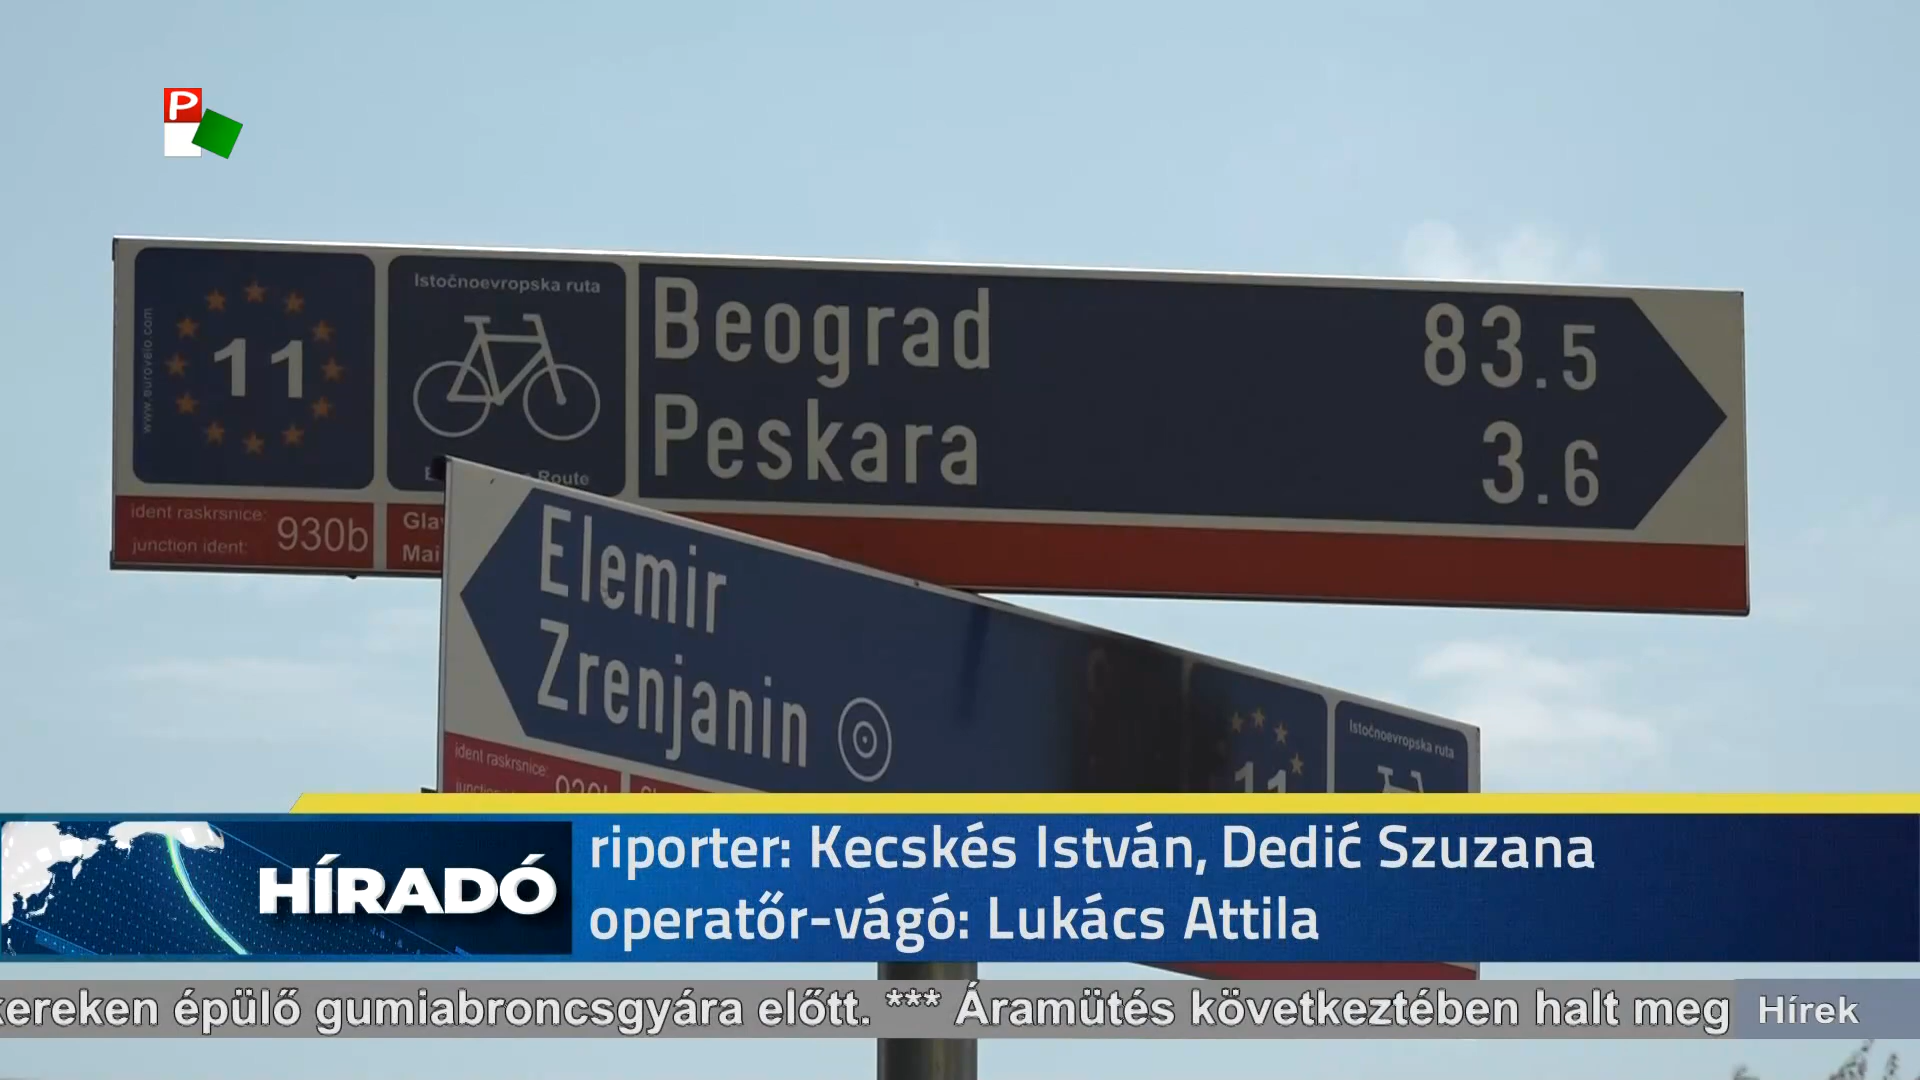 P
www.eurovelo.com
11
Istočnoevropska ruta
Route
Beograd 83.5
Peskara 3.6
ident raskrsnice:
junction ident:
930b
Elemir
Zrenjanin
ident raskrsnice:
11
Istočnoevropska ruta
HÍRADÓ
riporter: Kecskés István, Dedić Szuzana
operatőr-vágó: Lukács Attila
épülő gumiabroncsgyára előtt. *** Áramütés következtében halt meg
Hírek